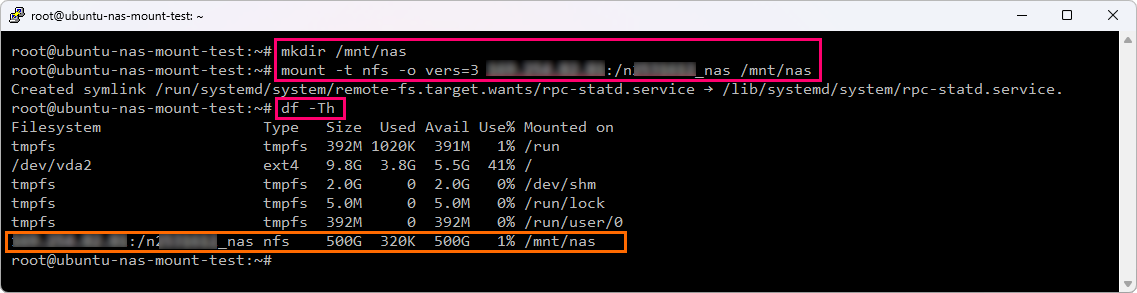 root@ubuntu-nas-mount-test: ~
root@ubuntu-nas-mount-test:~# mkdir /mnt/nas
root@ubuntu-nas-mount-test:~# mount -t nfs -o vers=3 :/n2_nas /mnt/nas
Created symlink /run/systemd/system/remote-fs.target.wants/rpc-statd.service → /lib/systemd/system/rpc-statd.service.
root@ubuntu-nas-mount-test:~# df -Th
Filesystem Type Size Used Avail Use% Mounted on
tmpfs tmpfs 392M 1020K 391M 1% /run
/dev/vda2 ext4 9.8G 3.8G 5.5G 41% /
tmpfs tmpfs 2.0G 0 2.0G 0% /dev/shm
tmpfs tmpfs 5.0M 0 5.0M 0% /run/lock
tmpfs tmpfs 392M 0 392M 0% /run/user/0
:/n2_nas nfs 500G 320K 500G 1% /mnt/nas
root@ubuntu-nas-mount-test:~#